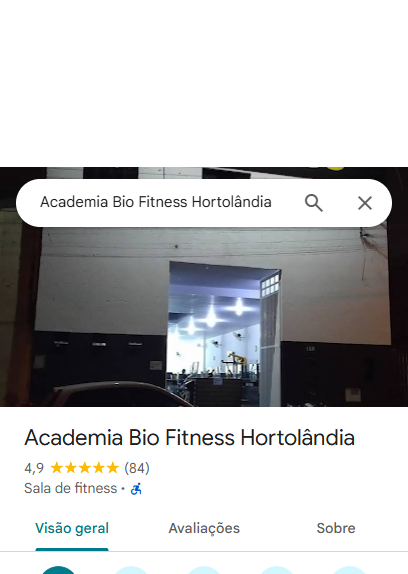 Academia Bio Fitness Hortolândia
Academia Bio Fitness Hortolândia
4,9 (84)
Sala de fitness ·
Visão geral Avaliações Sobre